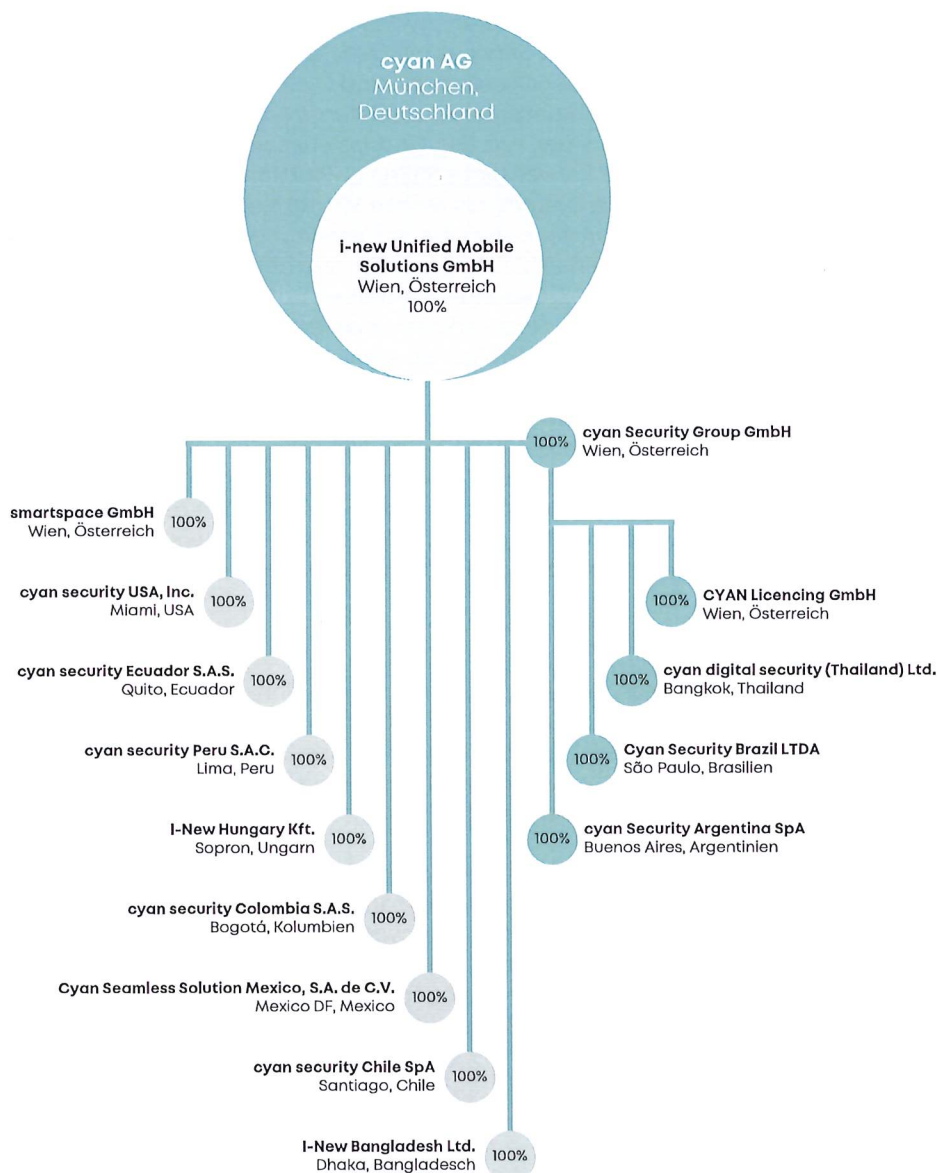 cyan AG
München,
Deutschland
i-new Unified Mobile
Solutions GmbH
Wien, Österreich
100%
100%
cyan Security Group GmbH
Wien, Österreich
smartspace GmbH
Wien, Österreich
100%
cyan security USA, Inc.
Miami, USA
100%
100%
CYAN Licencing GmbH
Wien, Österreich
cyan security Ecuador S.A.S.
Quito, Ecuador
100%
100%
cyan digital security (Thailand) Ltd.
Bangkok, Thailand
cyan security Peru S.A.C.
Lima, Peru
100%
100%
Cyan Security Brazil LTDA
São Paulo, Brasilien
I-New Hungary Kft.
Sopron, Ungarn
100%
100%
cyan Security Argentina SpA
Buenos Aires, Argentinien
cyan security Colombia S.A.S.
Bogotá, Kolumbien
100%
Cyan Seamless Solution Mexico, S.A. de C.V.
Mexico DF, Mexico
100%
cyan security Chile SpA
Santiago, Chile
100%
I-New Bangladesh Ltd.
Dhaka, Bangladesch
100%